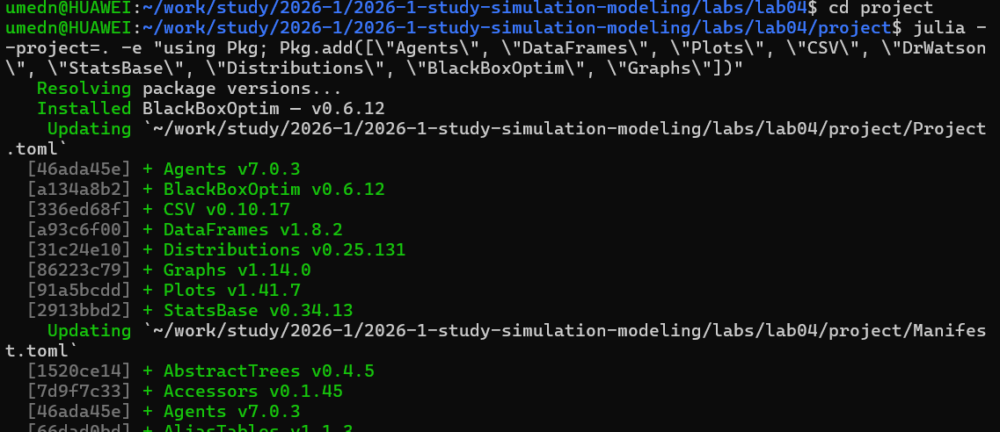 umedn@HUAWEI:~/work/study/2026-1/2026-1-study-simulation-modeling/labs/lab04$ cd project
umedn@HUAWEI:~/work/study/2026-1/2026-1-study-simulation-modeling/labs/lab04/project$ julia -
-project=. -e "using Pkg; Pkg.add([\"Agents\", \"DataFrames\", \"Plots\", \"CSV\", \"DrWatson
\", \"StatsBase\", \"Distributions\", \"BlackBoxOptim\", \"Graphs\"])"
Resolving package versions...
Installed BlackBoxOptim — v0.6.12
Updating `~/work/study/2026-1/2026-1-study-simulation-modeling/labs/lab04/project/Project
.toml`
[46ada45e] + Agents v7.0.3
[a134a8b2] + BlackBoxOptim v0.6.12
[336ed68f] + CSV v0.10.17
[a93c6f00] + DataFrames v1.8.2
[31c24e10] + Distributions v0.25.131
[86223c79] + Graphs v1.14.0
[91a5bcdd] + Plots v1.41.7
[2913bbd2] + StatsBase v0.34.13
Updating `~/work/study/2026-1/2026-1-study-simulation-modeling/labs/lab04/project/Manifes
t.toml`
[1520ce14] + AbstractTrees v0.4.5
[7d9f7c33] + Accessors v0.1.45
[46ada45e] + Agents v7.0.3
[66dad0bd] + AliasTables v1.1.3